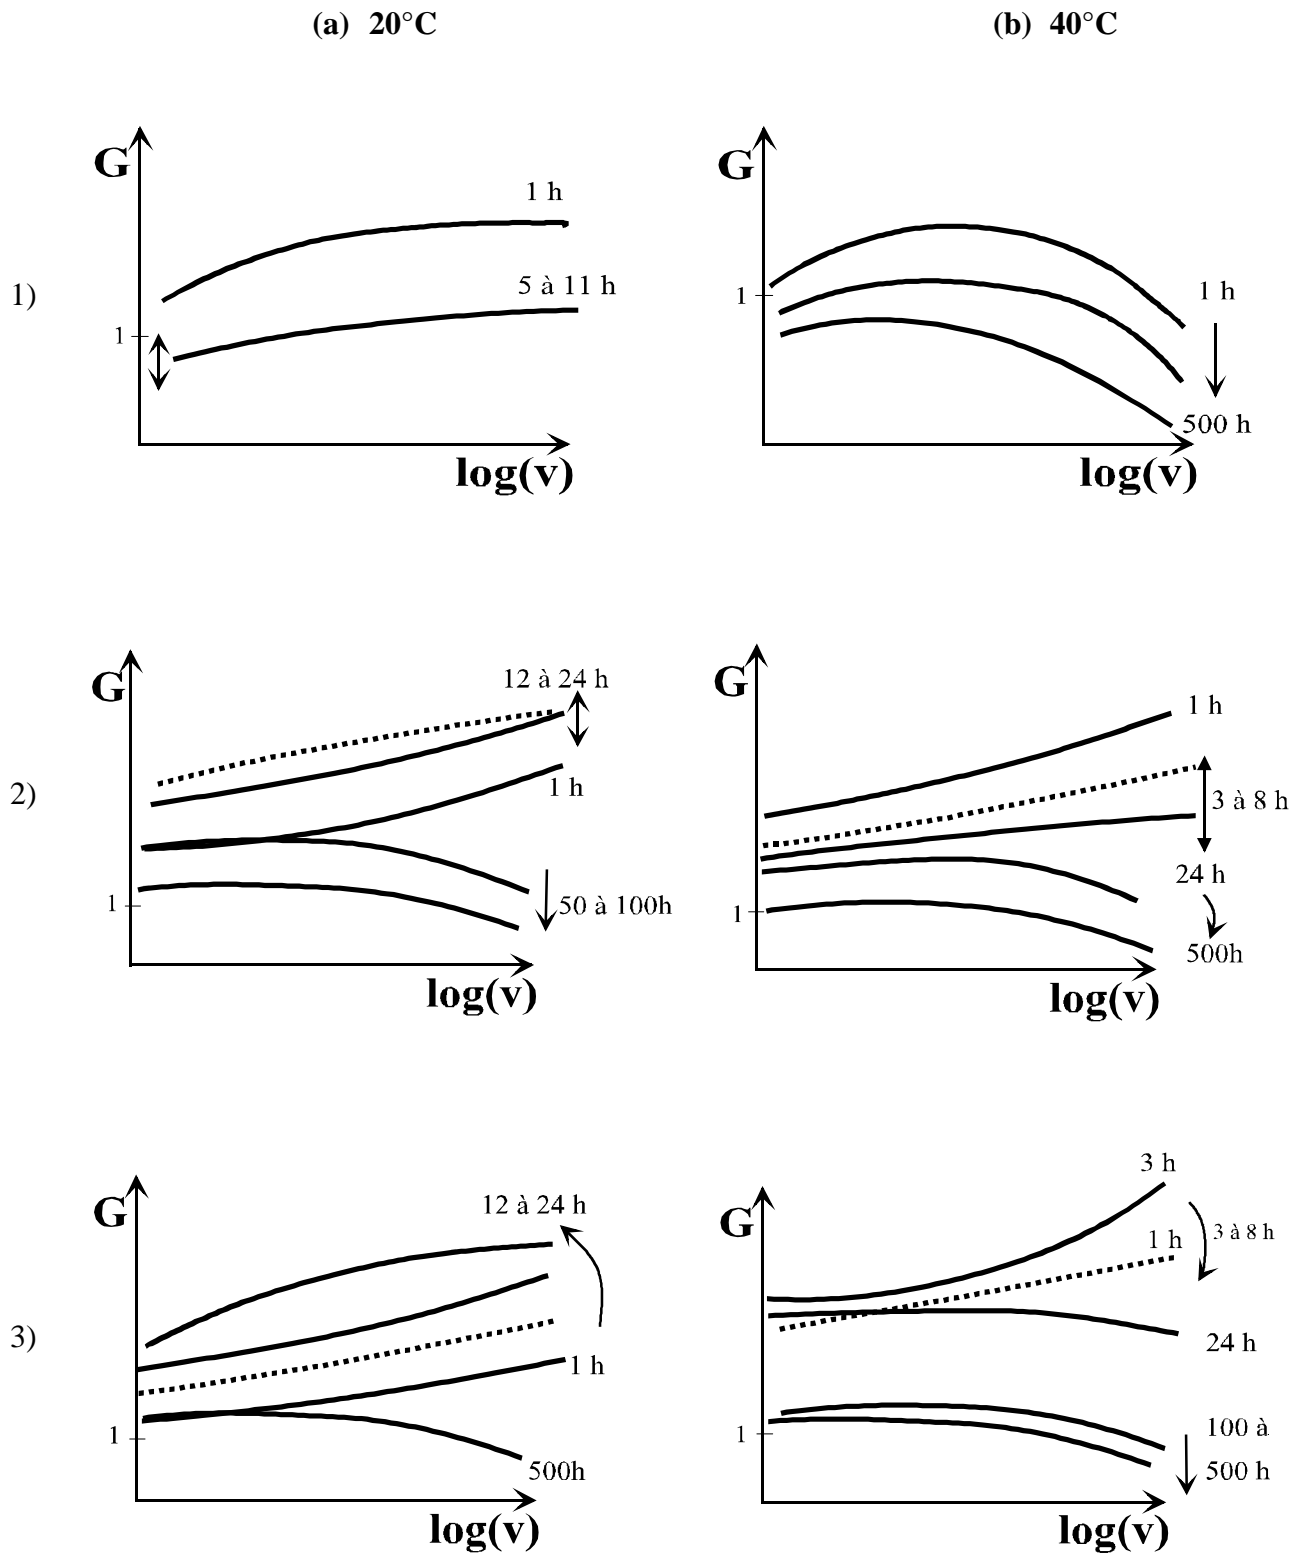 (a) 20°C
(b) 40°C
1)
G
1 h
5 à 11 h
1
log(v)
G
1
1 h
500 h
log(v)
2)
G
12 à 24 h
1 h
1
50 à 100h
log(v)
G
1 h
3 à 8 h
24 h
1
500h
log(v)
3)
G
12 à 24 h
1 h
1
500h
log(v)
G
3 h
1 h
3 à 8 h
24 h
1
100 à
500 h
log(v)